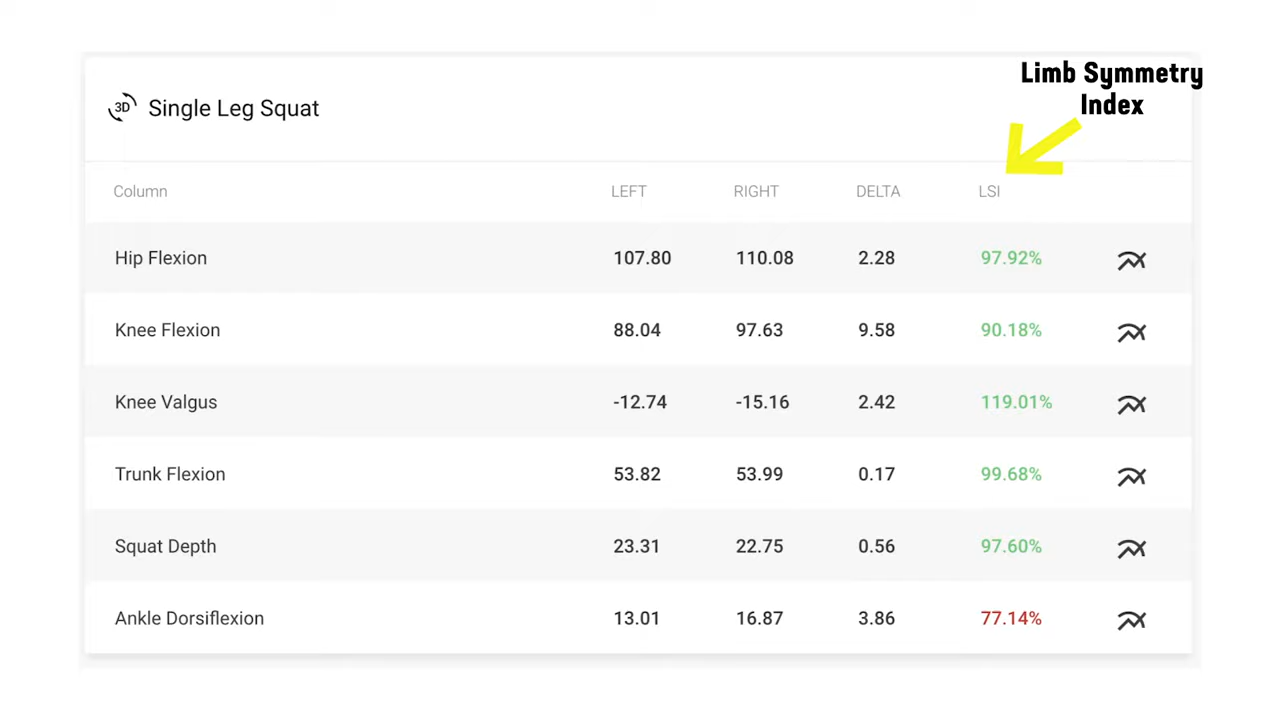 Limb Symmetry
Index
3D Single Leg Squat
Column LEFT RIGHT DELTA LSI
Hip Flexion 107.80 110.08 2.28 97.92%
Knee Flexion 88.04 97.63 9.58 90.18%
Knee Valgus -12.74 -15.16 2.42 119.01%
Trunk Flexion 53.82 53.99 0.17 99.68%
Squat Depth 23.31 22.75 0.56 97.60%
Ankle Dorsiflexion 13.01 16.87 3.86 77.14%